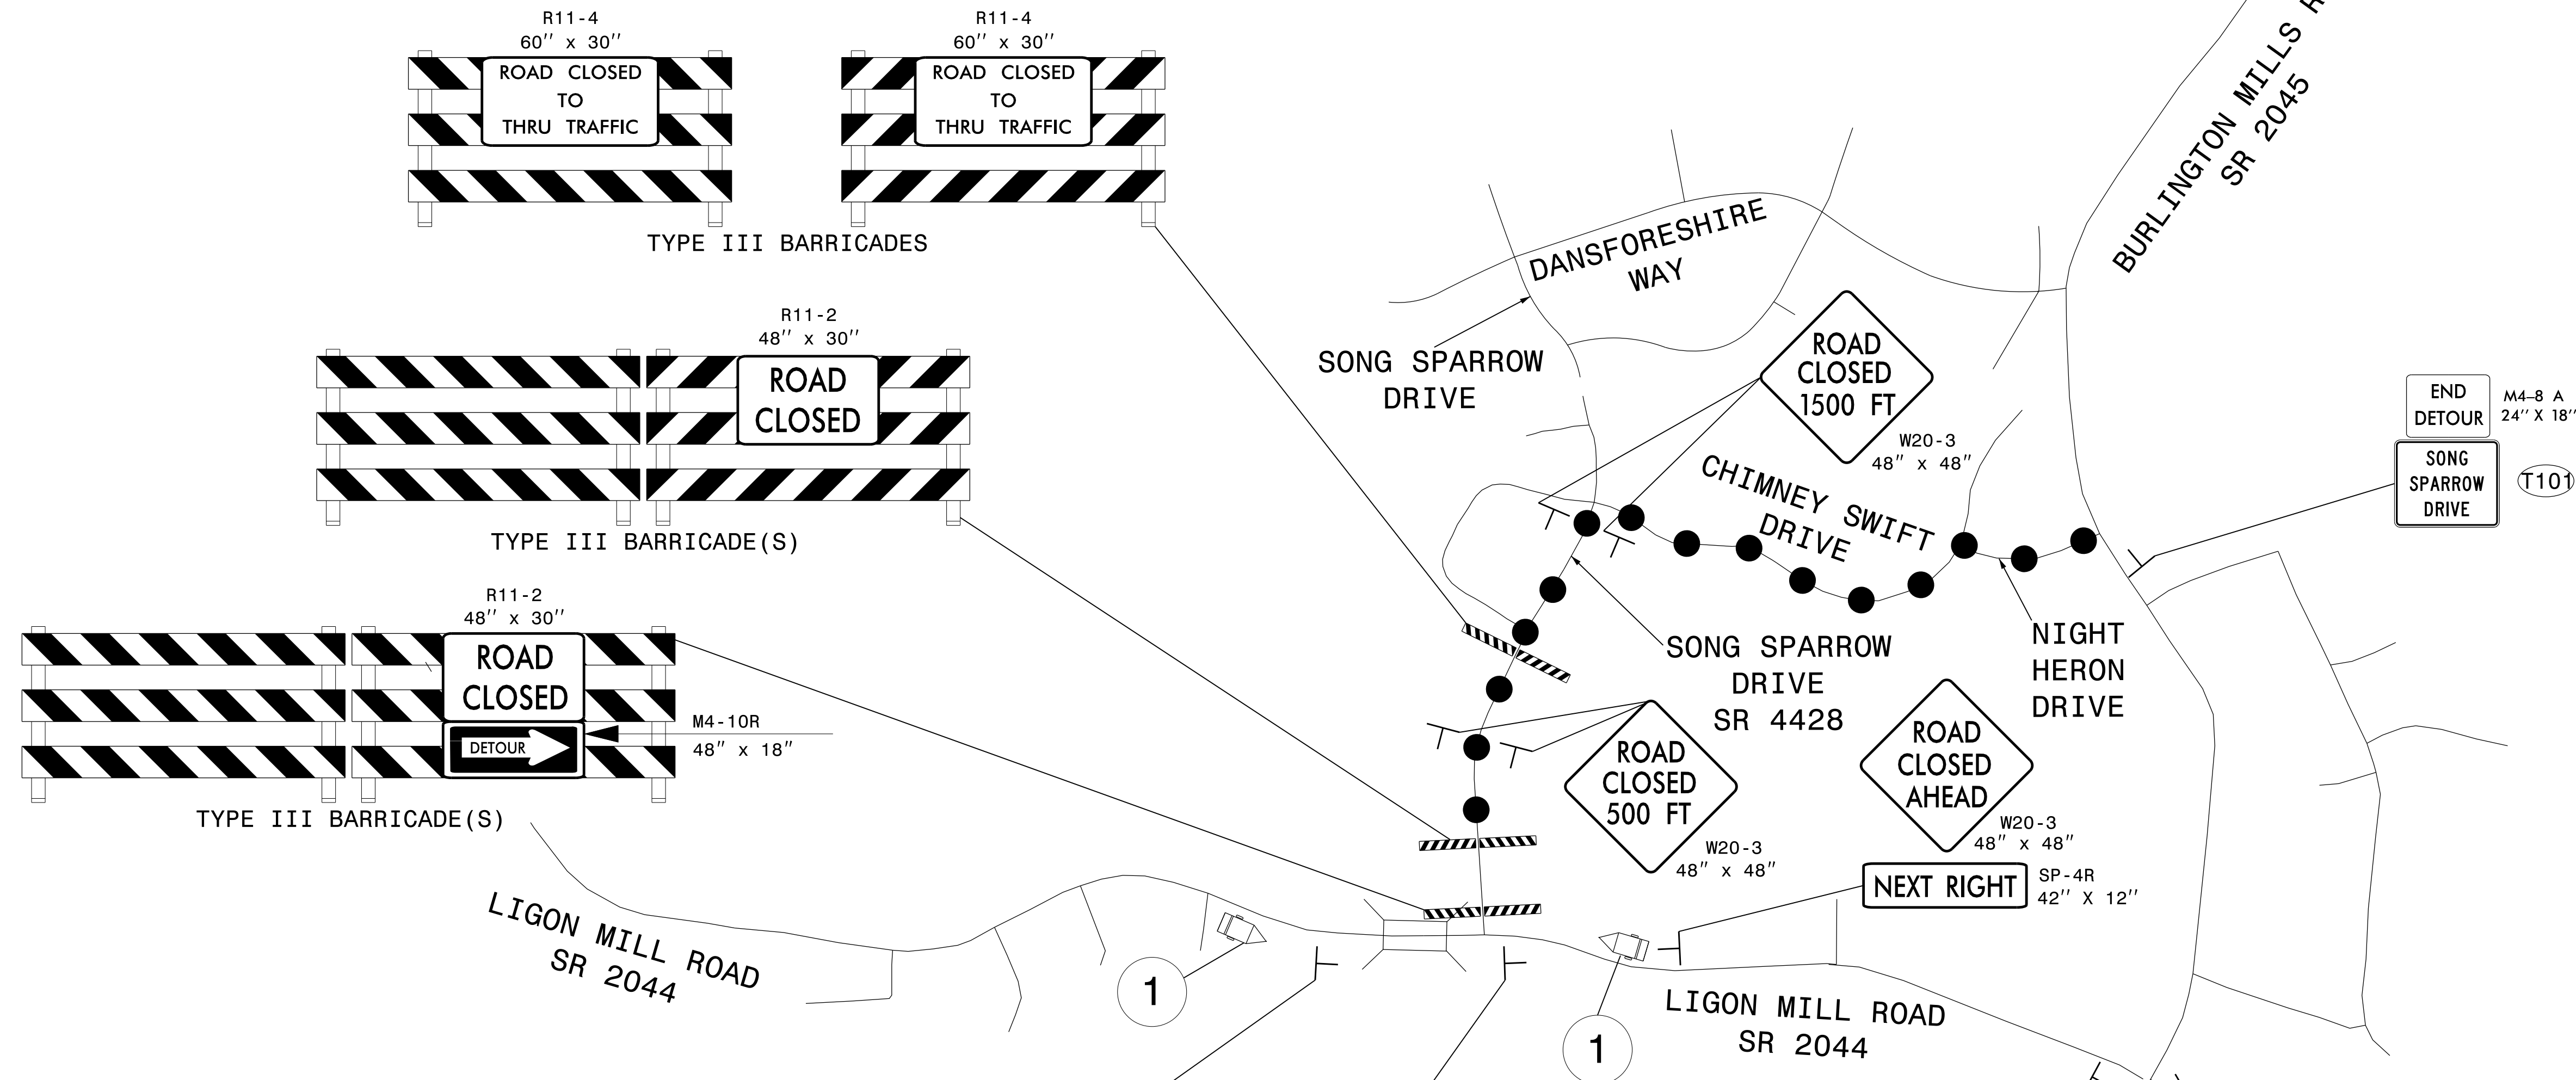 R11-4
60'' x 30''
ROAD CLOSED
TO
THRU TRAFFIC
R11-4
60'' x 30''
ROAD CLOSED
TO
THRU TRAFFIC
TYPE III BARRICADES
R11-2
48'' x 30''
ROAD
CLOSED
TYPE III BARRICADE(S)
R11-2
48'' x 30''
ROAD
CLOSED
DETOUR
M4-10R
48'' x 18''
TYPE III BARRICADE(S)
LIGON MILL ROAD
SR 2044
1
BURLINGTON MILLS
SR 2045
DANSFORESHIRE
WAY
SONG SPARROW
DRIVE
ROAD
CLOSED
1500 FT
W20-3
48'' x 48''
CHIMNEY SWIFT
DRIVE
END
DETOUR
M4-8 A
24'' X 18''
SONG
SPARROW
DRIVE
T101
SONG SPARROW
DRIVE
SR 4428
NIGHT
HERON
DRIVE
ROAD
CLOSED
500 FT
W20-3
48'' x 48''
ROAD
CLOSED
AHEAD
W20-3
48'' x 48''
NEXT RIGHT
SP-4R
42'' X 12''
1
LIGON MILL ROAD
SR 2044